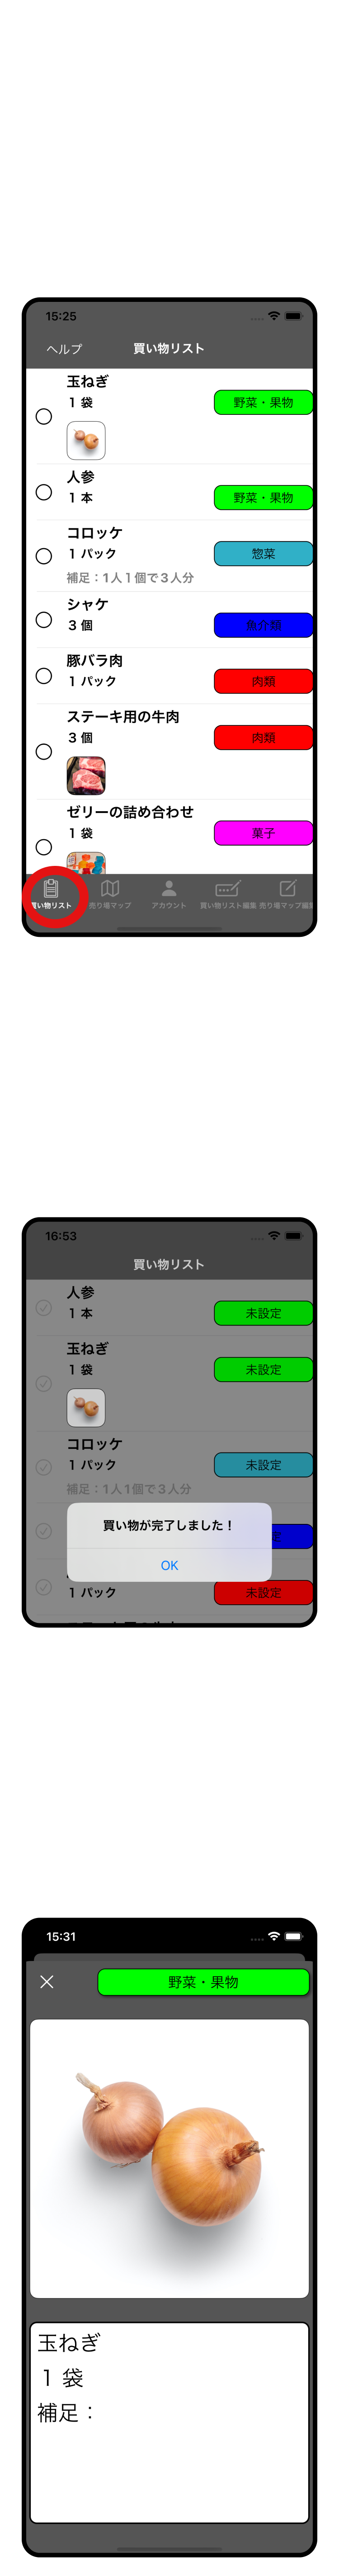 15:25
ヘルプ
買い物リスト
玉ねぎ
1 袋
野菜・果物
人参
1 本
野菜・果物
コロッケ
1 パック
惣菜
補足：1人1個で3人分
シャケ
3 個
魚介類
豚バラ肉
1 パック
肉類
ステーキ用の牛肉
3 個
肉類
ゼリーの詰め合わせ
1 袋
菓子
買い物リスト
売り場マップ
アカウント
買い物リスト編集
売り場マップ編集
16:53
買い物リスト
人参
1 本
未設定
玉ねぎ
1 袋
未設定
コロッケ
1 パック
未設定
補足：1人1個で3人分
買い物が完了しました！
OK
1 パック
未設定
15:31
野菜・果物
玉ねぎ
1 袋
補足：